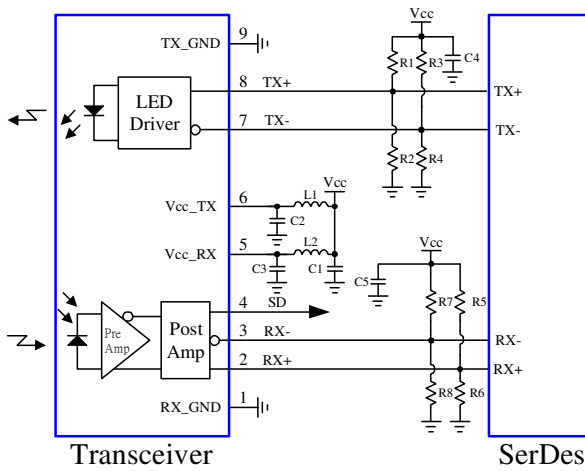 Vcc
TX_GND 9
R1 R3 C4
LED Driver
8 TX+ TX+
7 TX- TX-
R2 R4
Vcc
Vcc_TX 6 L1
C2
Vcc
Vcc_RX 5 L2
C3 C1 C5 R7 R5
4 SD
Pre Amp
Post Amp
3 RX- RX-
2 RX+ RX+
R8 R6
RX_GND 1
Transceiver SerDes